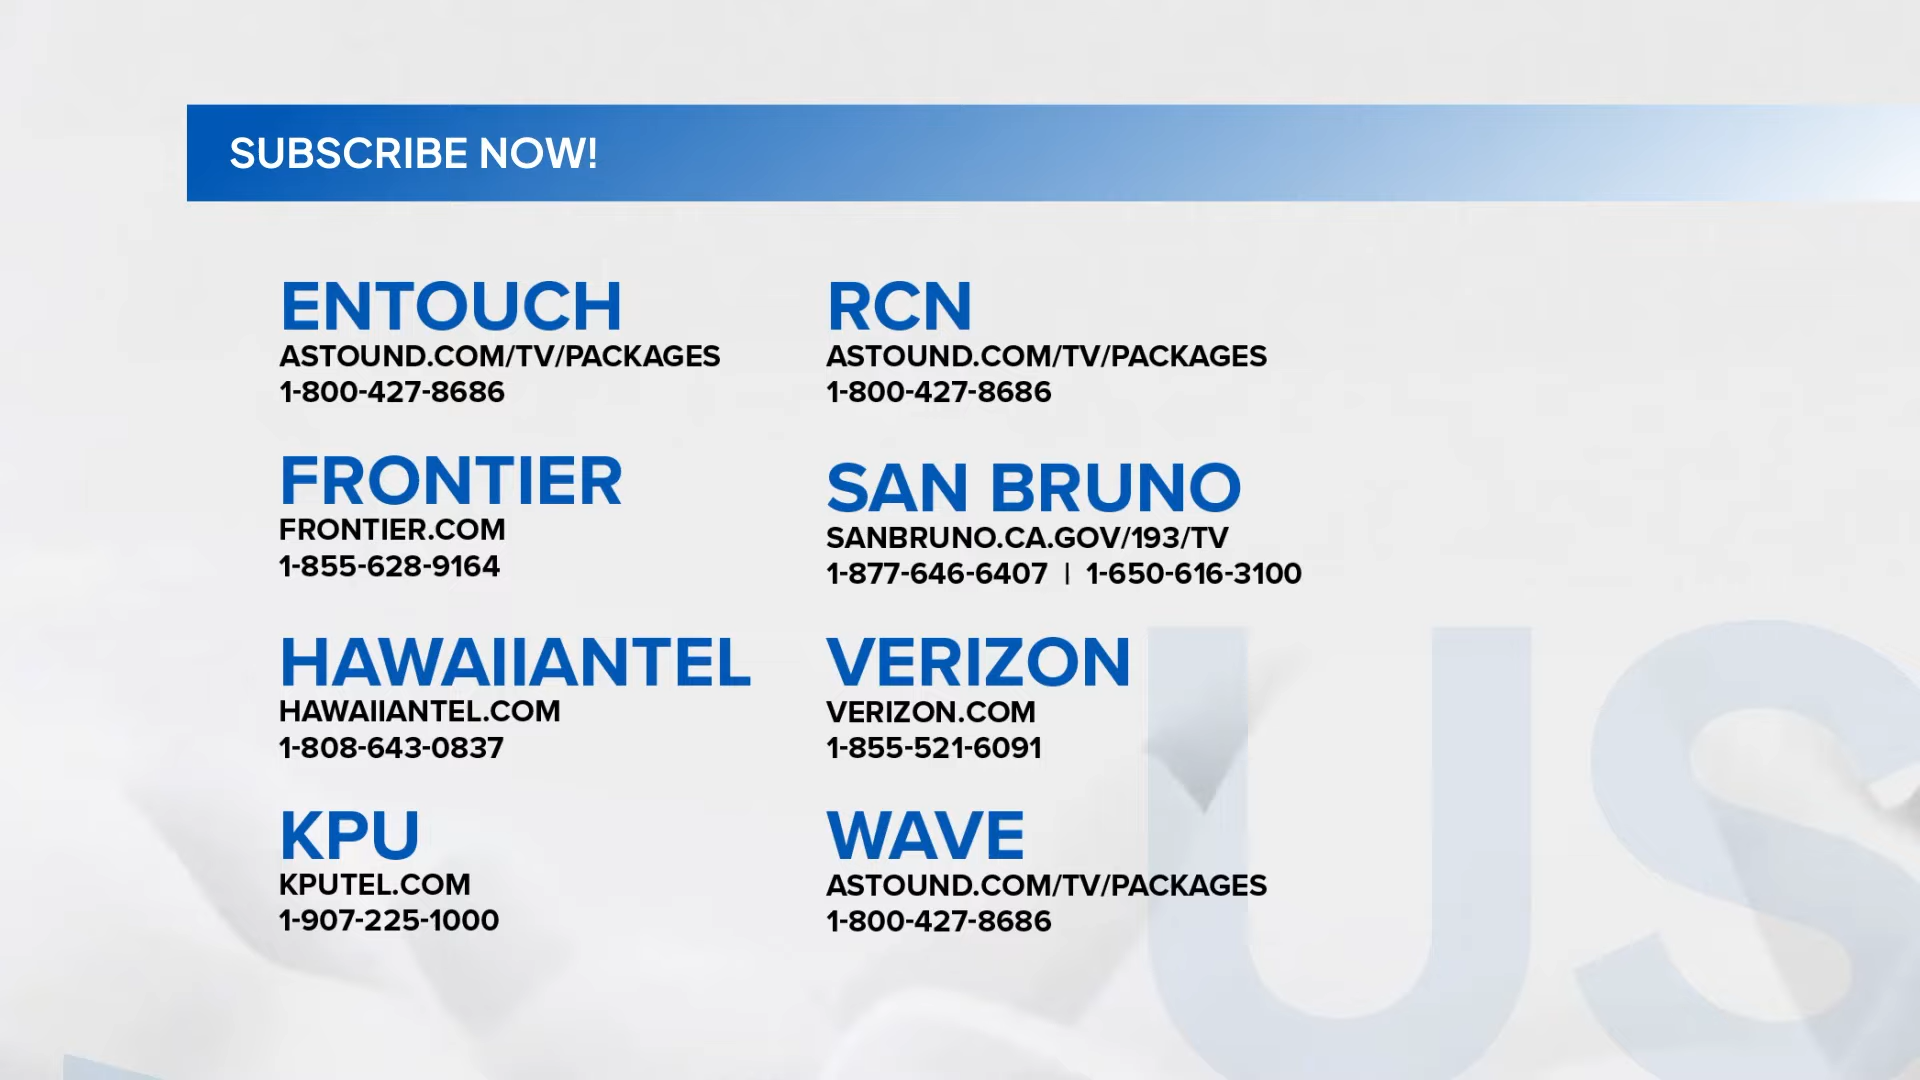 SUBSCRIBE NOW!
ENTOUCH
ASTOUND.COM/TV/PACKAGES
1-800-427-8686
FRONTIER
FRONTIER.COM
1-855-628-9164
HAWAIIANTEL
HAWAIIANTEL.COM
1-808-643-0837
KPU
KPUTEL.COM
1-907-225-1000
RCN
ASTOUND.COM/TV/PACKAGES
1-800-427-8686
SAN BRUNO
SANBRUNO.CA.GOV/193/TV
1-877-646-6407 | 1-650-616-3100
VERIZON
VERIZON.COM
1-855-521-6091
WAVE
ASTOUND.COM/TV/PACKAGES
1-800-427-8686
US